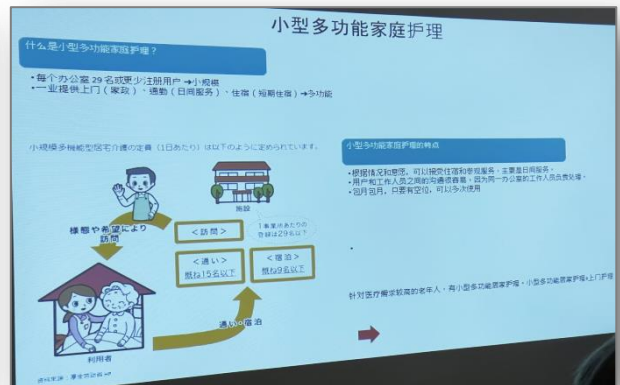 小型多功能家庭护理
什么是小型多功能家庭护理？
•每个办公室 29 名或更少注册用户 →小规模
•一业提供上门（家政）、通勤（日间服务）、住宿（短期住宿）→多功能
小規模多機能型居宅介護の定員（1日あたり）は以下のように定められています。
施設
様態や希望により
訪問
＜訪問＞
1事業所あたりの
登録は29名以下
＜通い＞
概ね15名以下
＜宿泊＞
概ね9名以下
通い・宿泊
利用者
小型多功能家庭护理的特点
•根据情况和意愿，可以接受住宿和参观服务，主要是日间服务。
•用户和工作人员之间的沟通很容易，因为同一办公室的工作人员负责处理。
•包月包月，只要有空位，可以多次使用
•
针对医疗需求较高的老年人，有小型多功能居家护理，小型多功能居家护理+上门护理